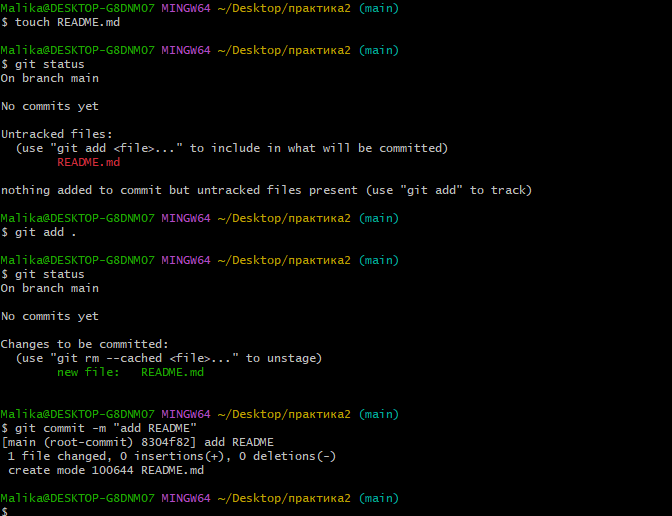 Malika@DESKTOP-G8DNM07 MINGW64 ~/Desktop/практика2 (main)
$ touch README.md
Malika@DESKTOP-G8DNM07 MINGW64 ~/Desktop/практика2 (main)
$ git status
On branch main
No commits yet
Untracked files:
  (use "git add <file>..." to include in what will be committed)
        README.md
nothing added to commit but untracked files present (use "git add" to track)
Malika@DESKTOP-G8DNM07 MINGW64 ~/Desktop/практика2 (main)
$ git add .
Malika@DESKTOP-G8DNM07 MINGW64 ~/Desktop/практика2 (main)
$ git status
On branch main
No commits yet
Changes to be committed:
  (use "git rm --cached <file>..." to unstage)
        new file:   README.md
Malika@DESKTOP-G8DNM07 MINGW64 ~/Desktop/практика2 (main)
$ git commit -m "add README"
[main (root-commit) 8304f82] add README
 1 file changed, 0 insertions(+), 0 deletions(-)
 create mode 100644 README.md
Malika@DESKTOP-G8DNM07 MINGW64 ~/Desktop/практика2 (main)
$